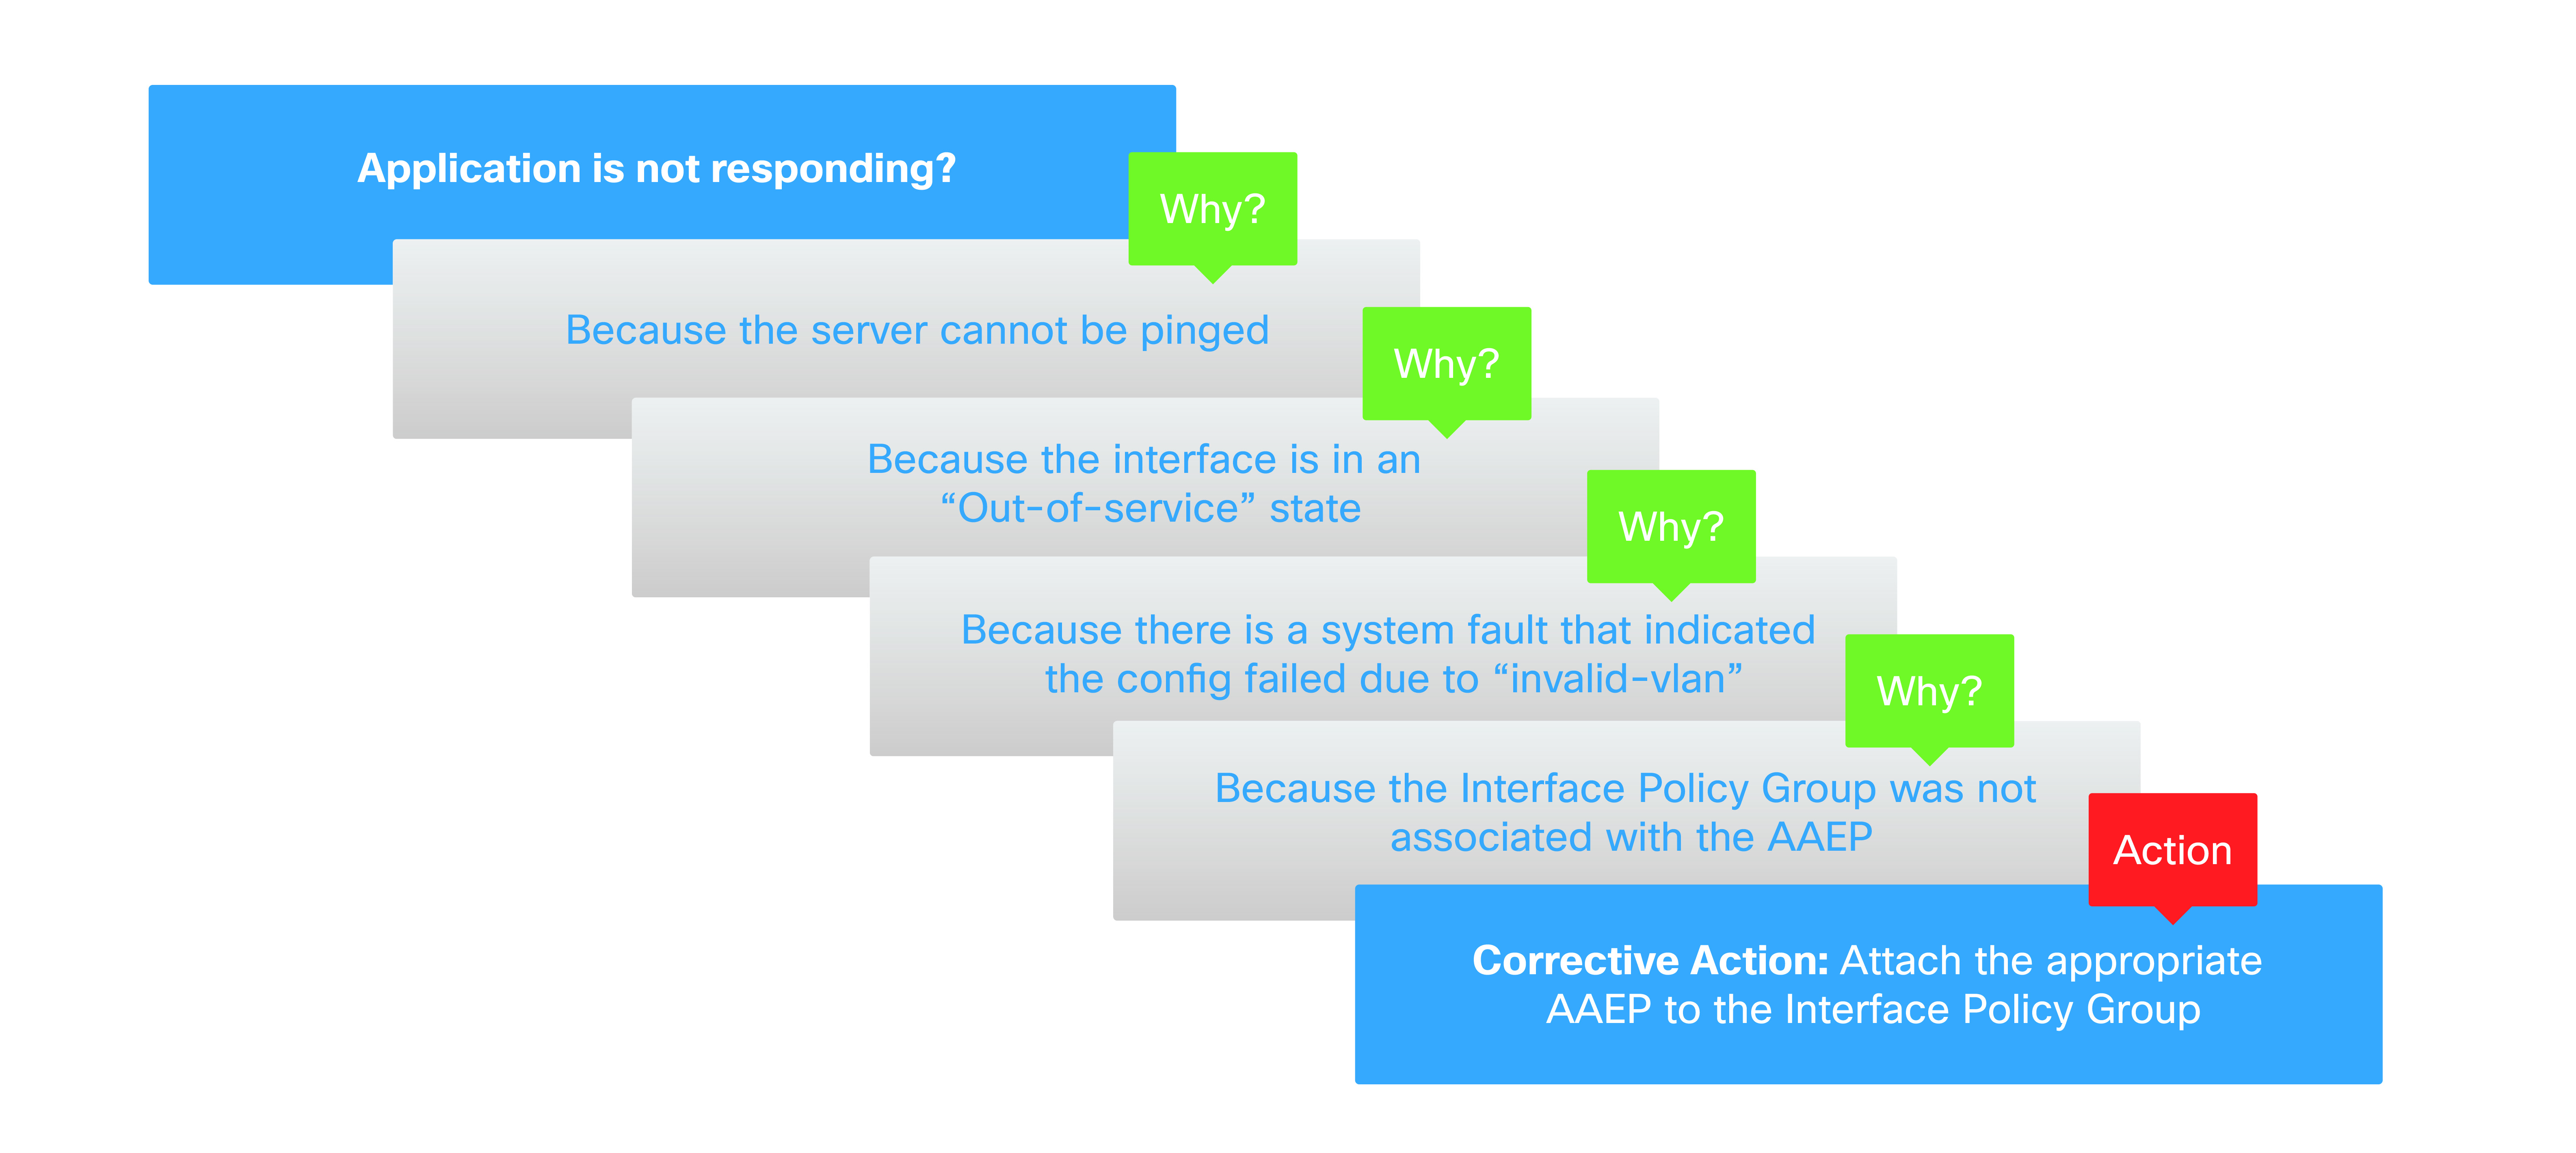 Application is not responding?
Why?
Because the server cannot be pinged
Why?
Because the interface is in an
“Out-of-service” state
Why?
Because there is a system fault that indicated
the config failed due to “invalid-vlan”
Why?
Because the Interface Policy Group was not
associated with the AAEP
Action
Corrective Action: Attach the appropriate
AAEP to the Interface Policy Group